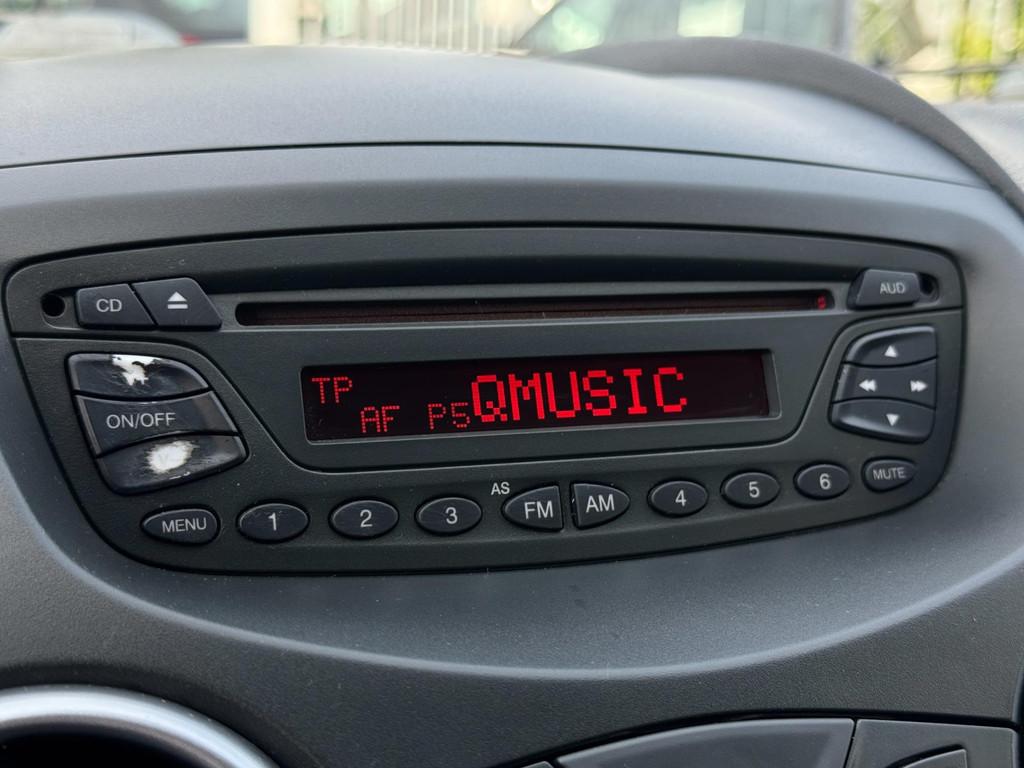 CD
AUD
TP
AF P5 QMUSIC
ON/OFF
MENU 1 2 3 AS FM AM 4 5 6 MUTE